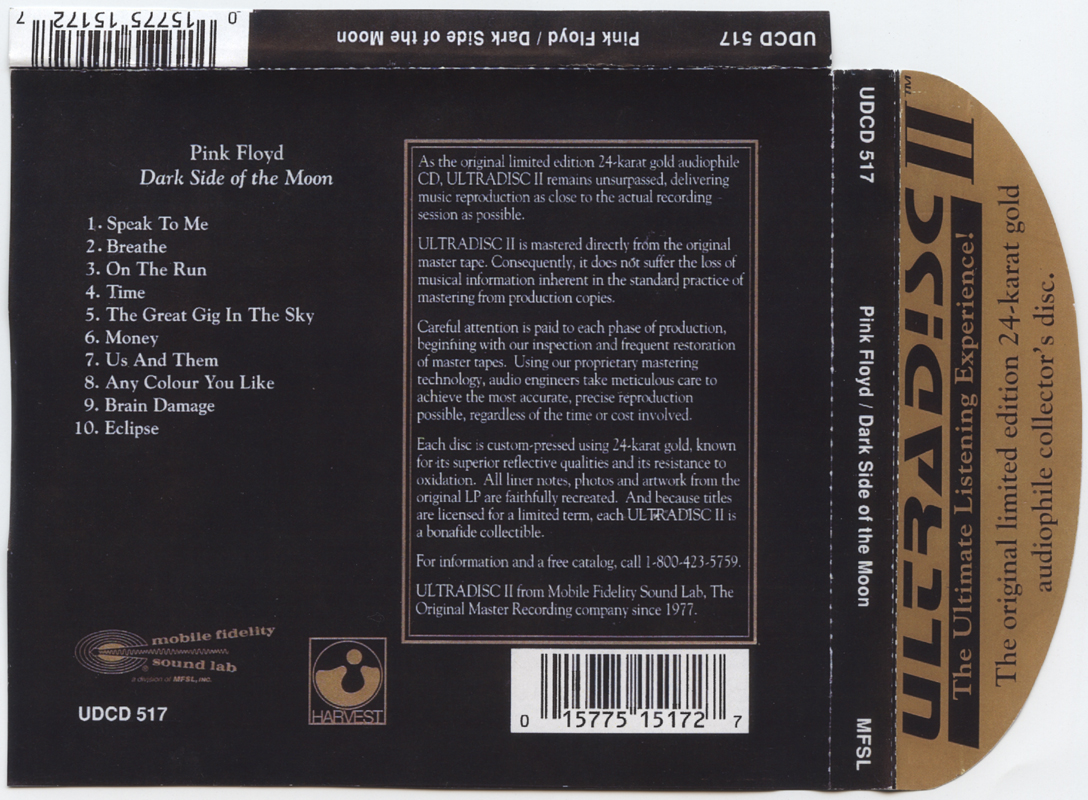 0 15775 15172 7
Pink Floyd / Dark Side of the Moon
UDCD 517
Pink Floyd
Dark Side of the Moon
1. Speak To Me
2. Breathe
3. On The Run
4. Time
5. The Great Gig In The Sky
6. Money
7. Us And Them
8. Any Colour You Like
9. Brain Damage
10. Eclipse
As the original limited edition 24-karat gold audiophile
CD, ULTRADISC II remains unsurpassed, delivering
music reproduction as close to the actual recording
session as possible.
ULTRADISC II is mastered directly from the original
master tape. Consequently, it does not suffer the loss of
musical information inherent in the standard practice of
mastering from production copies.
Careful attention is paid to each phase of production,
beginning with our inspection and frequent restoration
of master tapes. Using our proprietary mastering
technology, audio engineers take meticulous care to
achieve the most accurate, precise reproduction
possible, regardless of the time or cost involved.
Each disc is custom-pressed using 24-karat gold, known
for its superior reflective qualities and its resistance to
oxidation. All liner notes, photos and artwork from the
original LP are faithfully recreated. And because titles
are licensed for a limited term, each ULTRADISC II is
a bonafide collectible.
For information and a free catalog, call 1-800-423-5759.
ULTRADISC II from Mobile Fidelity Sound Lab, The
Original Master Recording company since 1977.
mobile fidelity
sound lab
®
a division of MFSL, INC.
UDCD 517
HARVEST
0 15775 15172 7
UDCD 517
Pink Floyd / Dark Side of the Moon
MFSL
ULTRADISC II™
The Ultimate Listening Experience!
The original limited edition 24-karat gold
audiophile collector's disc.